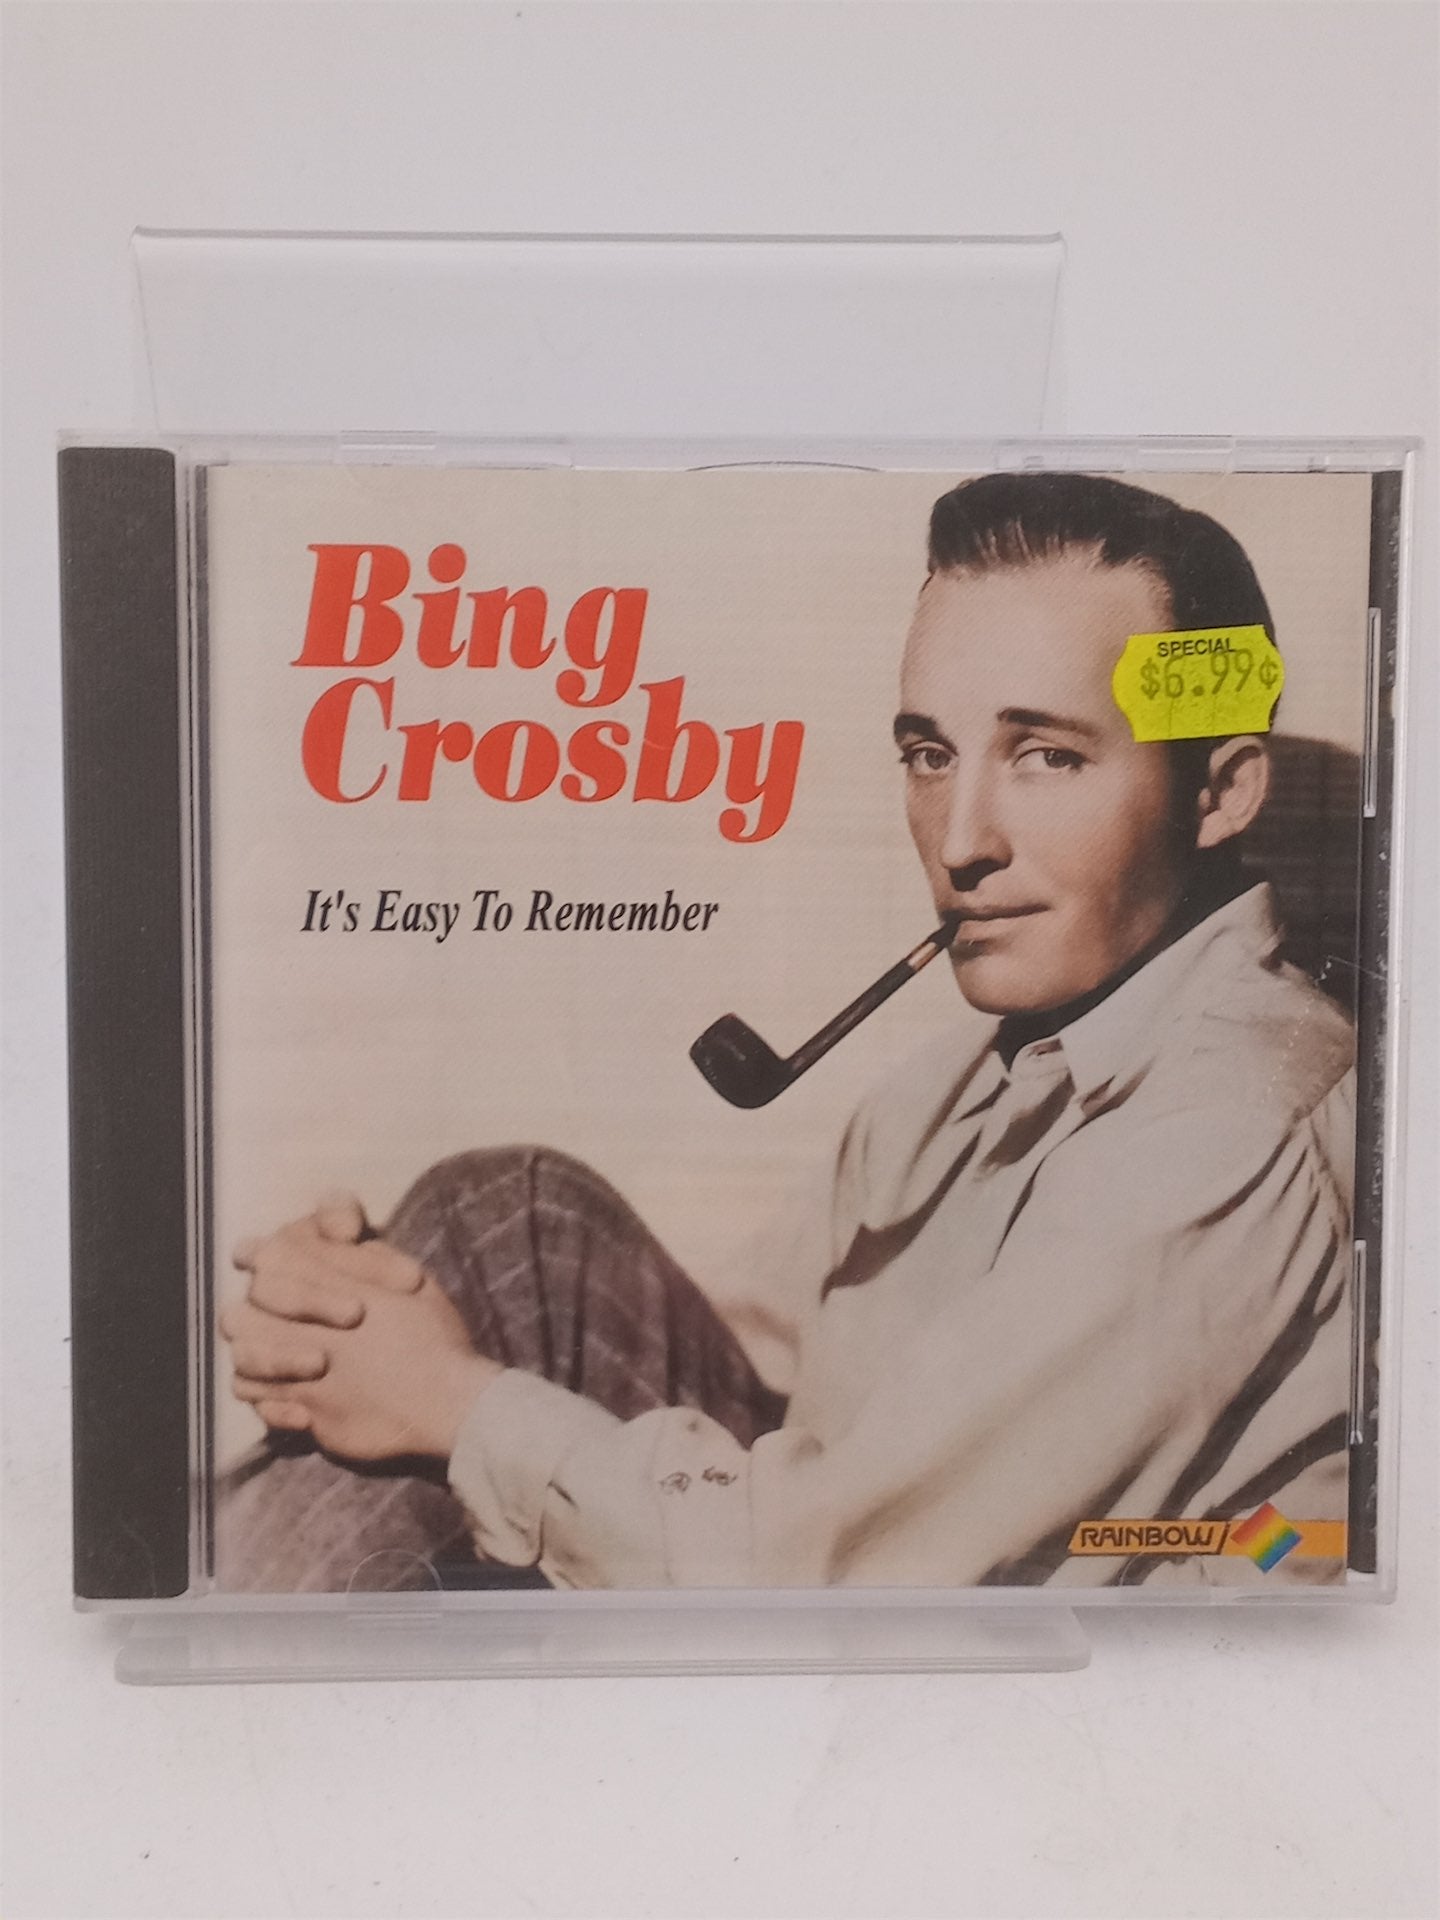 Bing
Crosby
SPECIAL
$6.99¢
It's Easy To Remember
RAINBOW